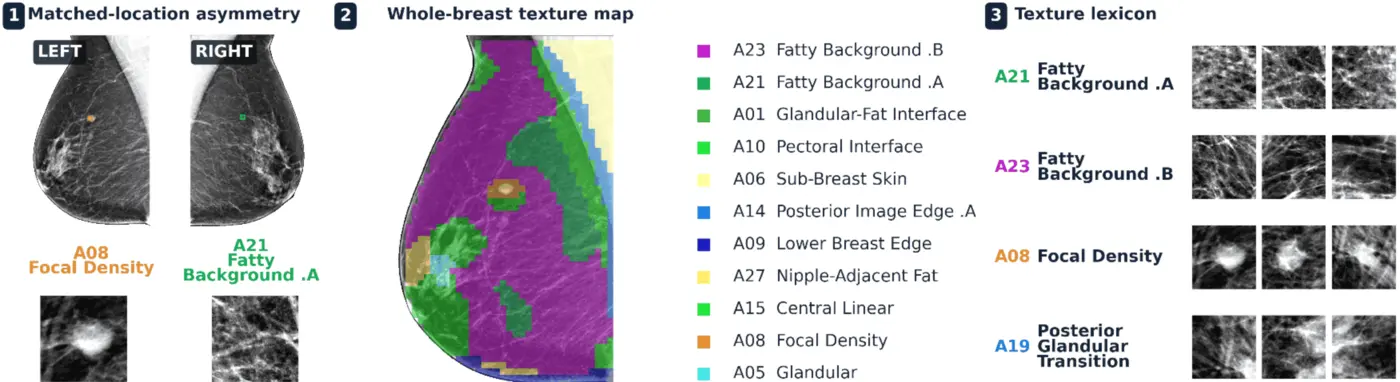 1 Matched-location asymmetry
LEFT
RIGHT
A08
Focal Density
A21
Fatty
Background .A
2 Whole-breast texture map
A23 Fatty Background .B
A21 Fatty Background .A
A01 Glandular-Fat Interface
A10 Pectoral Interface
A06 Sub-Breast Skin
A14 Posterior Image Edge .A
A09 Lower Breast Edge
A27 Nipple-Adjacent Fat
A15 Central Linear
A08 Focal Density
A05 Glandular
3 Texture lexicon
A21 Fatty
Background .A
A23 Fatty
Background .B
A08 Focal Density
A19 Posterior
Glandular
Transition